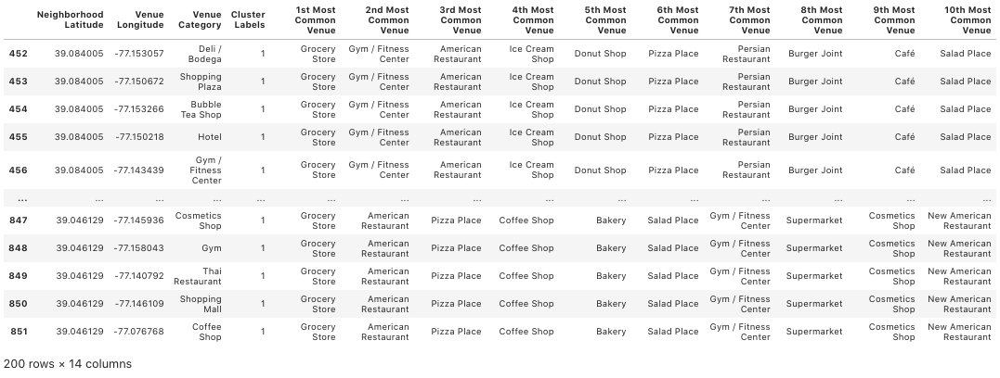 Neighborhood Latitude Venue Longitude Venue Category Cluster Labels 1st Most Common Venue 2nd Most Common Venue 3rd Most Common Venue 4th Most Common Venue 5th Most Common Venue 6th Most Common Venue 7th Most Common Venue 8th Most Common Venue 9th Most Common Venue 10th Most Common Venue
452 39.084005 -77.153057 Deli / Bodega 1 Grocery Store Gym / Fitness Center American Restaurant Ice Cream Shop Donut Shop Pizza Place Persian Restaurant Burger Joint Café Salad Place
453 39.084005 -77.150672 Shopping Plaza 1 Grocery Store Gym / Fitness Center American Restaurant Ice Cream Shop Donut Shop Pizza Place Persian Restaurant Burger Joint Café Salad Place
454 39.084005 -77.153266 Bubble Tea Shop 1 Grocery Store Gym / Fitness Center American Restaurant Ice Cream Shop Donut Shop Pizza Place Persian Restaurant Burger Joint Café Salad Place
455 39.084005 -77.150218 Hotel 1 Grocery Store Gym / Fitness Center American Restaurant Ice Cream Shop Donut Shop Pizza Place Persian Restaurant Burger Joint Café Salad Place
456 39.084005 -77.143439 Gym / Fitness Center 1 Grocery Store Gym / Fitness Center American Restaurant Ice Cream Shop Donut Shop Pizza Place Persian Restaurant Burger Joint Café Salad Place
... ... ... ... ... ... ... ... ... ... ... ... ... ... ...
847 39.046129 -77.145936 Cosmetics Shop 1 Grocery Store American Restaurant Pizza Place Coffee Shop Bakery Salad Place Gym / Fitness Center Supermarket Cosmetics Shop New American Restaurant
848 39.046129 -77.158043 Gym 1 Grocery Store American Restaurant Pizza Place Coffee Shop Bakery Salad Place Gym / Fitness Center Supermarket Cosmetics Shop New American Restaurant
849 39.046129 -77.140792 Thai Restaurant 1 Grocery Store American Restaurant Pizza Place Coffee Shop Bakery Salad Place Gym / Fitness Center Supermarket Cosmetics Shop New American Restaurant
850 39.046129 -77.146109 Shopping Mall 1 Grocery Store American Restaurant Pizza Place Coffee Shop Bakery Salad Place Gym / Fitness Center Supermarket Cosmetics Shop New American Restaurant
851 39.046129 -77.076768 Coffee Shop 1 Grocery Store American Restaurant Pizza Place Coffee Shop Bakery Salad Place Gym / Fitness Center Supermarket Cosmetics Shop New American Restaurant
200 rows × 14 columns